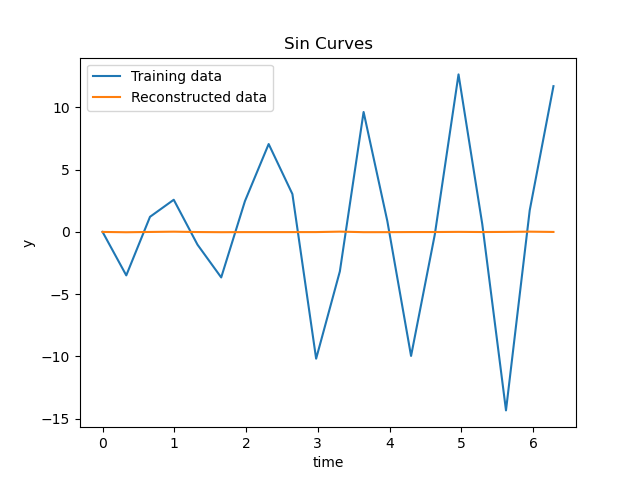 Sin Curves
Training data
Reconstructed data
10
5
0
−5
−10
−15
y
0 1 2 3 4 5 6
time